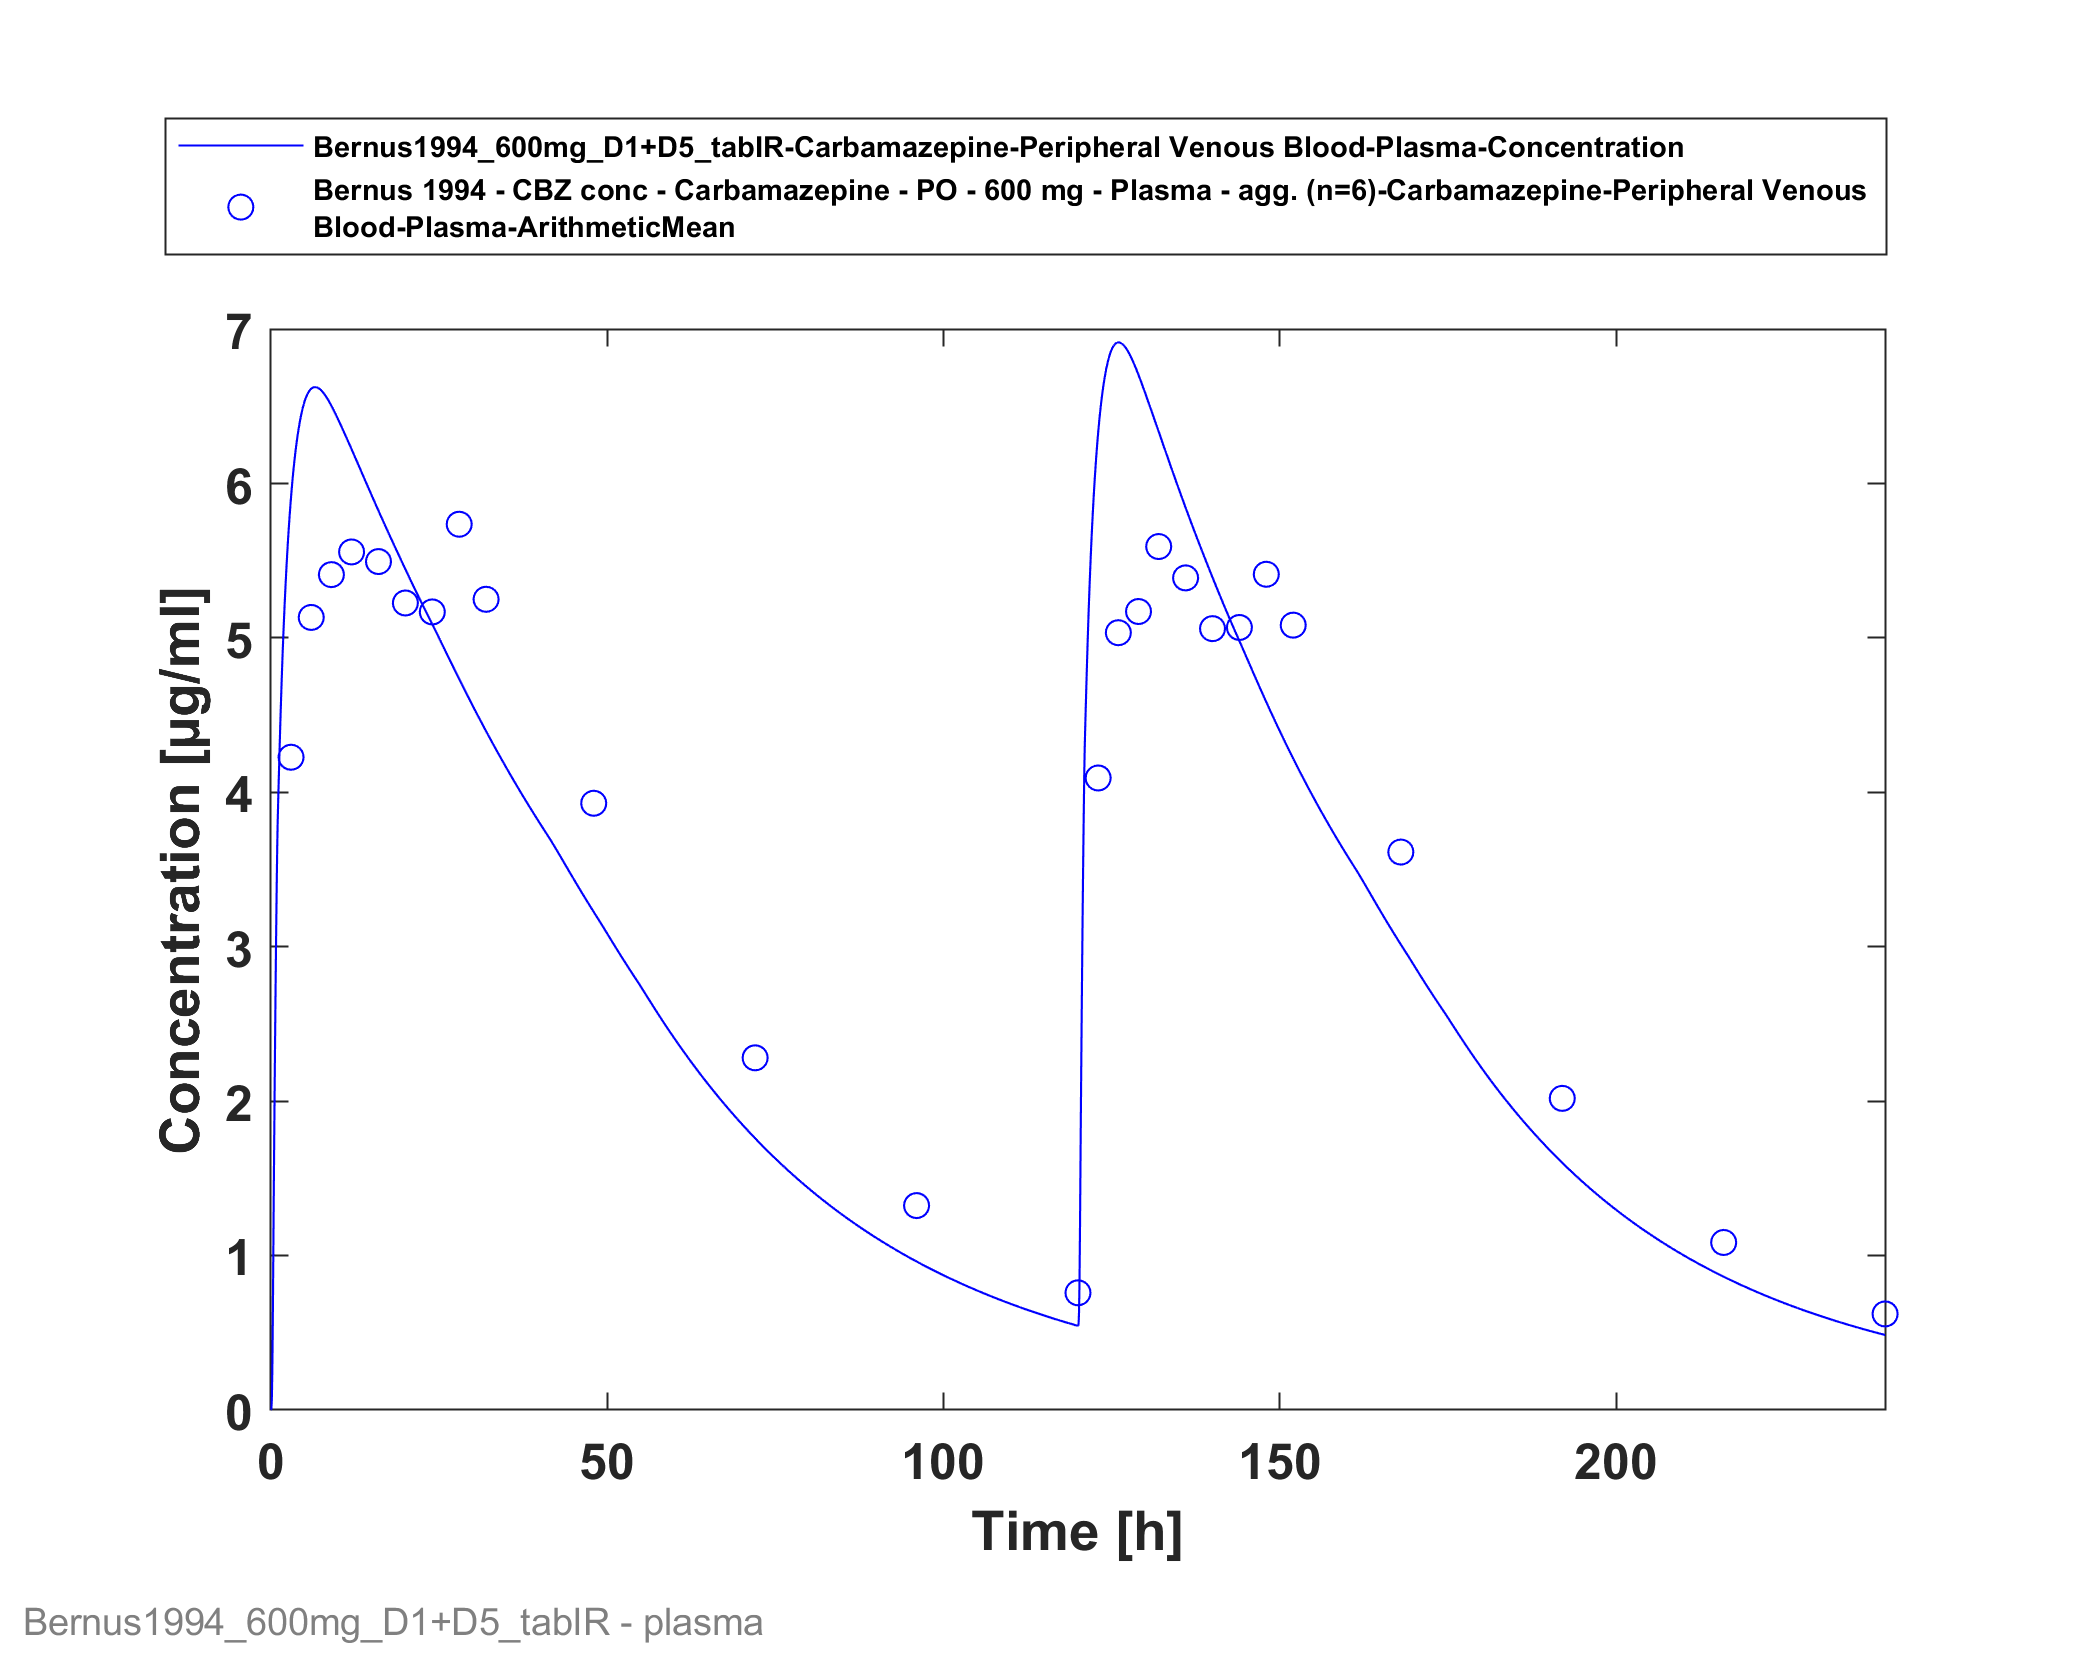 Bernus1994_600mg_D1+D5_tabIR-Carbamazepine-Peripheral Venous Blood-Plasma-Concentration
Bernus 1994 - CBZ conc - Carbamazepine - PO - 600 mg - Plasma - agg. (n=6)-Carbamazepine-Peripheral Venous
Blood-Plasma-ArithmeticMean
7
6
5
4
3
2
1
0
Concentration [µg/ml]
0 50 100 150 200
Time [h]
Bernus1994_600mg_D1+D5_tabIR - plasma